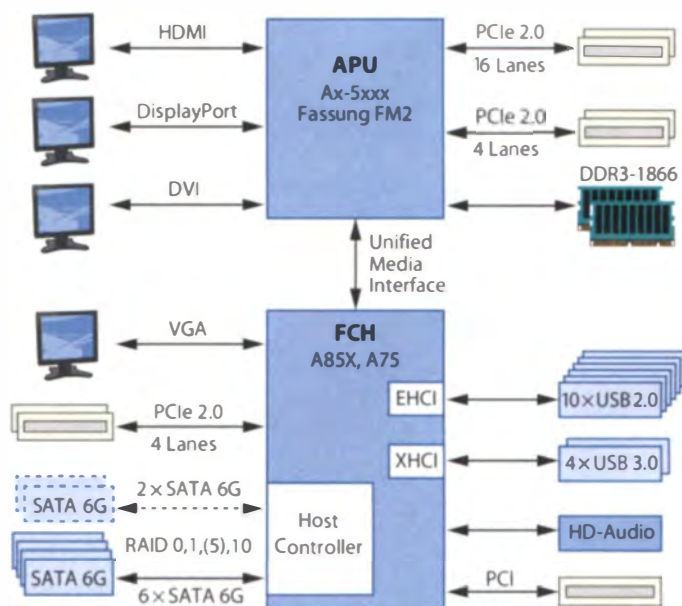 HDMI
APU
Ax-5xxx
Fassung FM2
PCIe 2.0
16 Lanes
DisplayPort
PCIe 2.0
4 Lanes
DVI
DDR3-1866
Unified
Media
Interface
VGA
FCH
A85X, A75
PCIe 2.0
4 Lanes
EHCI
10×USB 2.0
XHCI
4×USB 3.0
SATA 6G
2×SATA 6G
Host
Controller
HD-Audio
RAID 0,1,(5),10
SATA 6G
6×SATA 6G
PCI